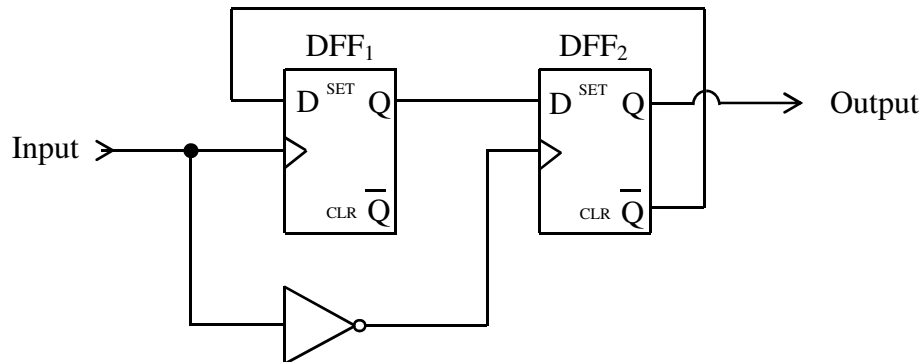 DFF₁ DFF₂
D SET Q D SET Q Output
Input
CLR Q̅ CLR Q̅